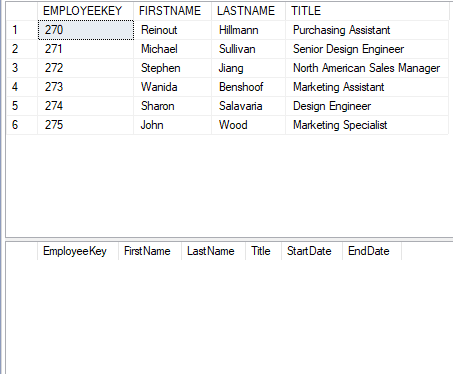 EMPLOYEEKEY FIRSTNAME LASTNAME TITLE
1 270 Reinout Hillmann Purchasing Assistant
2 271 Michael Sullivan Senior Design Engineer
3 272 Stephen Jiang North American Sales Manager
4 273 Wanida Benshoof Marketing Assistant
5 274 Sharon Salavaria Design Engineer
6 275 John Wood Marketing Specialist
EmployeeKey FirstName LastName Title StartDate EndDate